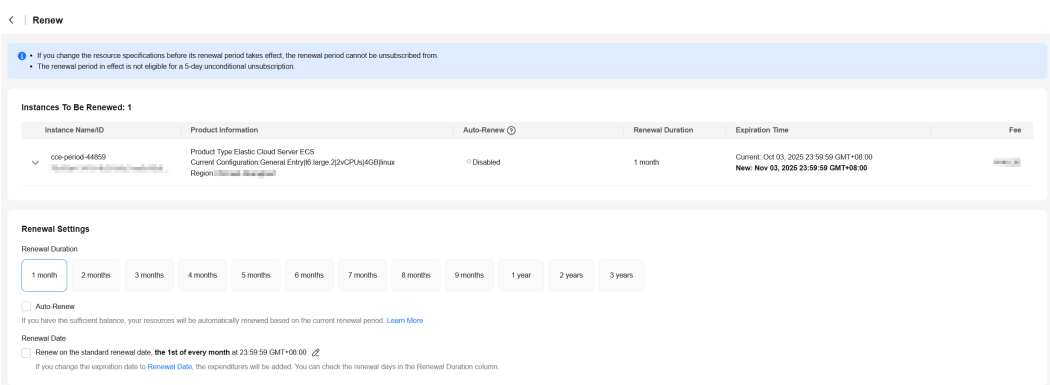 Renew
• If you change the resource specifications before its renewal period takes effect, the renewal period cannot be unsubscribed from.
• The renewal period in effect is not eligible for a 5-day unconditional unsubscription.
Instances To Be Renewed: 1
Instance Name/ID Product Information Auto-Renew Renewal Duration Expiration Time Fee
Product Type:Elastic Cloud Server ECS
cce-period-44859 Current Configuration:General Entry|t6.large.2|2vCPUs|4GB|linux Disabled 1 month Current: Oct 03, 2025 23:59:59 GMT+08:00
Region: New: Nov 03, 2025 23:59:59 GMT+08:00
Renewal Settings
Renewal Duration
1 month 2 months 3 months 4 months 5 months 6 months 7 months 8 months 9 months 1 year 2 years 3 years
Auto-Renew
If you have the sufficient balance, your resources will be automatically renewed based on the current renewal period. Learn More
Renewal Date
Renew on the standard renewal date, the 1st of every month at 23:59:59 GMT+08:00
If you change the expiration date to Renewal Date, the expenditures will be added. You can check the renewal days in the Renewal Duration column.